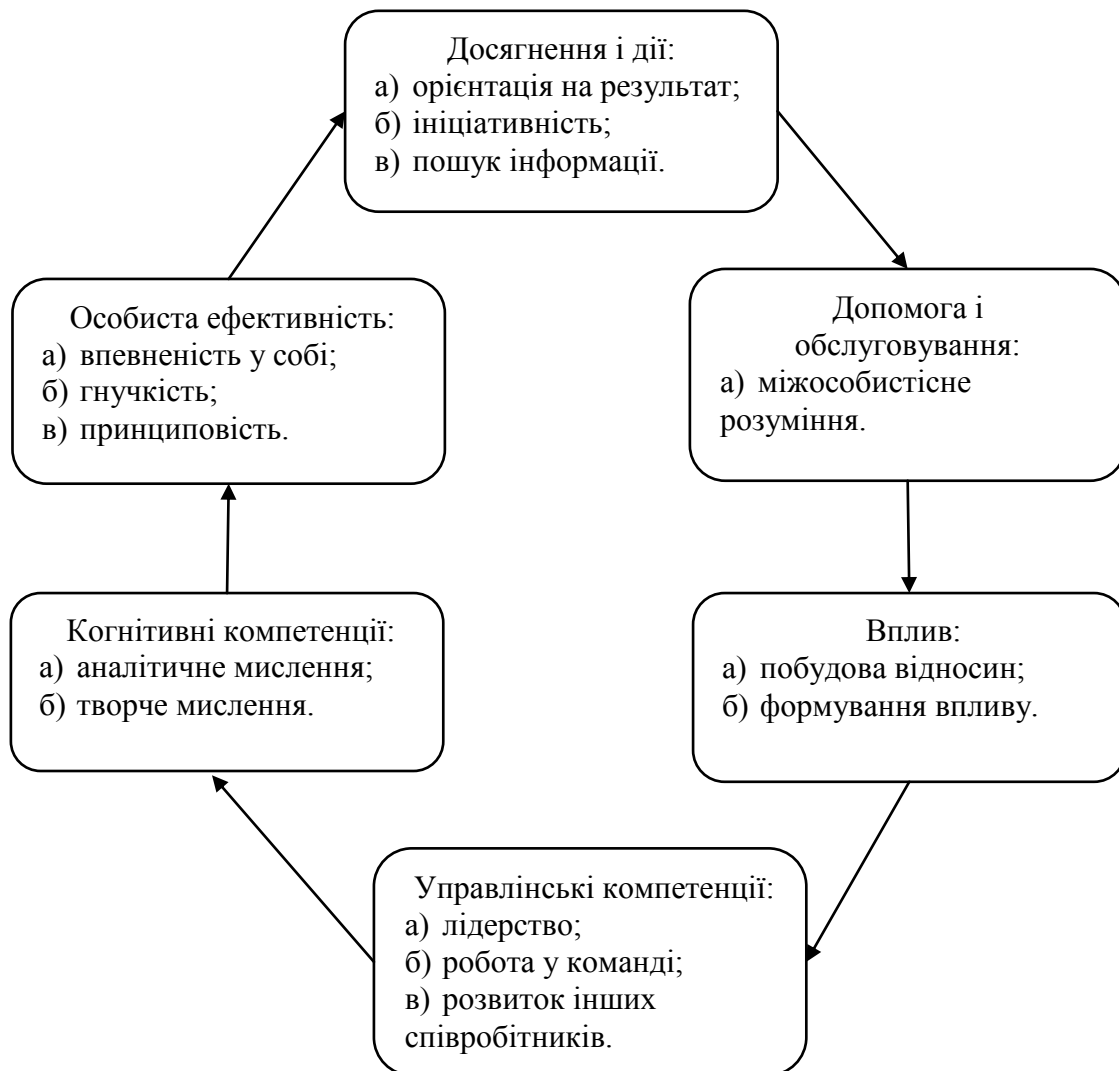 Досягнення і дії:
а) орієнтація на результат;
б) ініціативність;
в) пошук інформації.
Допомога і
обслуговування:
а) міжособистісне
розуміння.
Вплив:
а) побудова відносин;
б) формування впливу.
Управлінські компетенції:
а) лідерство;
б) робота у команді;
в) розвиток інших
співробітників.
Когнітивні компетенції:
а) аналітичне мислення;
б) творче мислення.
Особиста ефективність:
а) впевненість у собі;
б) гнучкість;
в) принциповість.